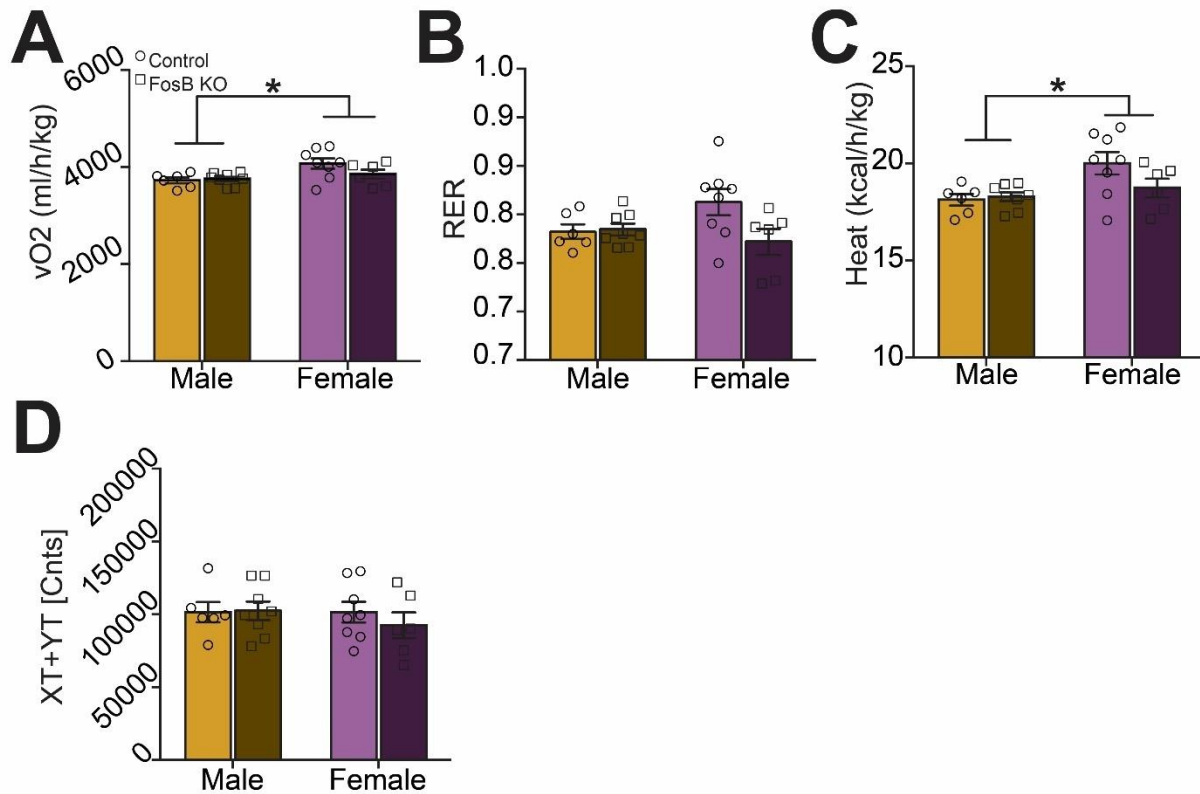 A
B
C
○ Control
□ FosB KO
vO2 (ml/h/kg)
6000
4000
2000
0
*
Male
Female
RER
1.0
0.9
0.9
0.8
0.8
0.7
0.7
Male
Female
Heat (kcal/h/kg)
25
20
15
10
*
Male
Female
D
XT+YT [Cnts]
200000
150000
100000
50000
0
Male
Female